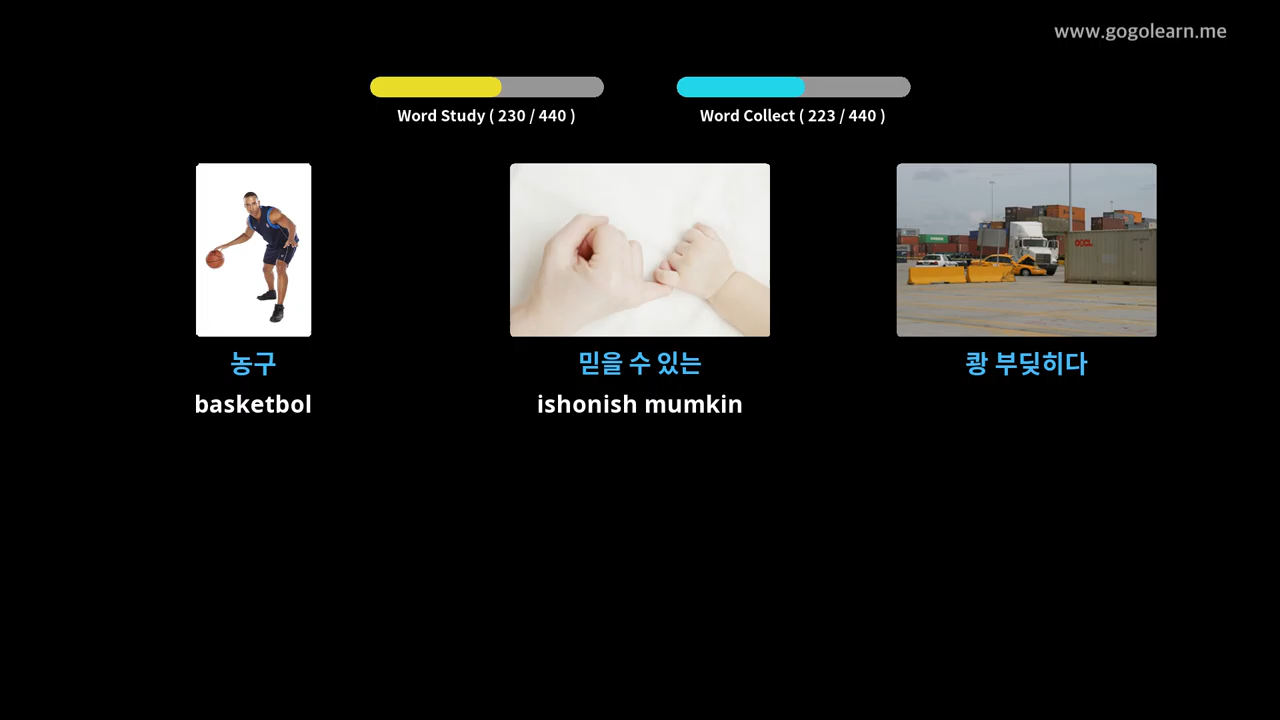 www.gogolearn.me
Word Study ( 230 / 440 )
Word Collect ( 223 / 440 )
농구
믿을 수 있는
쾅 부딪히다
basketbol
ishonish mumkin